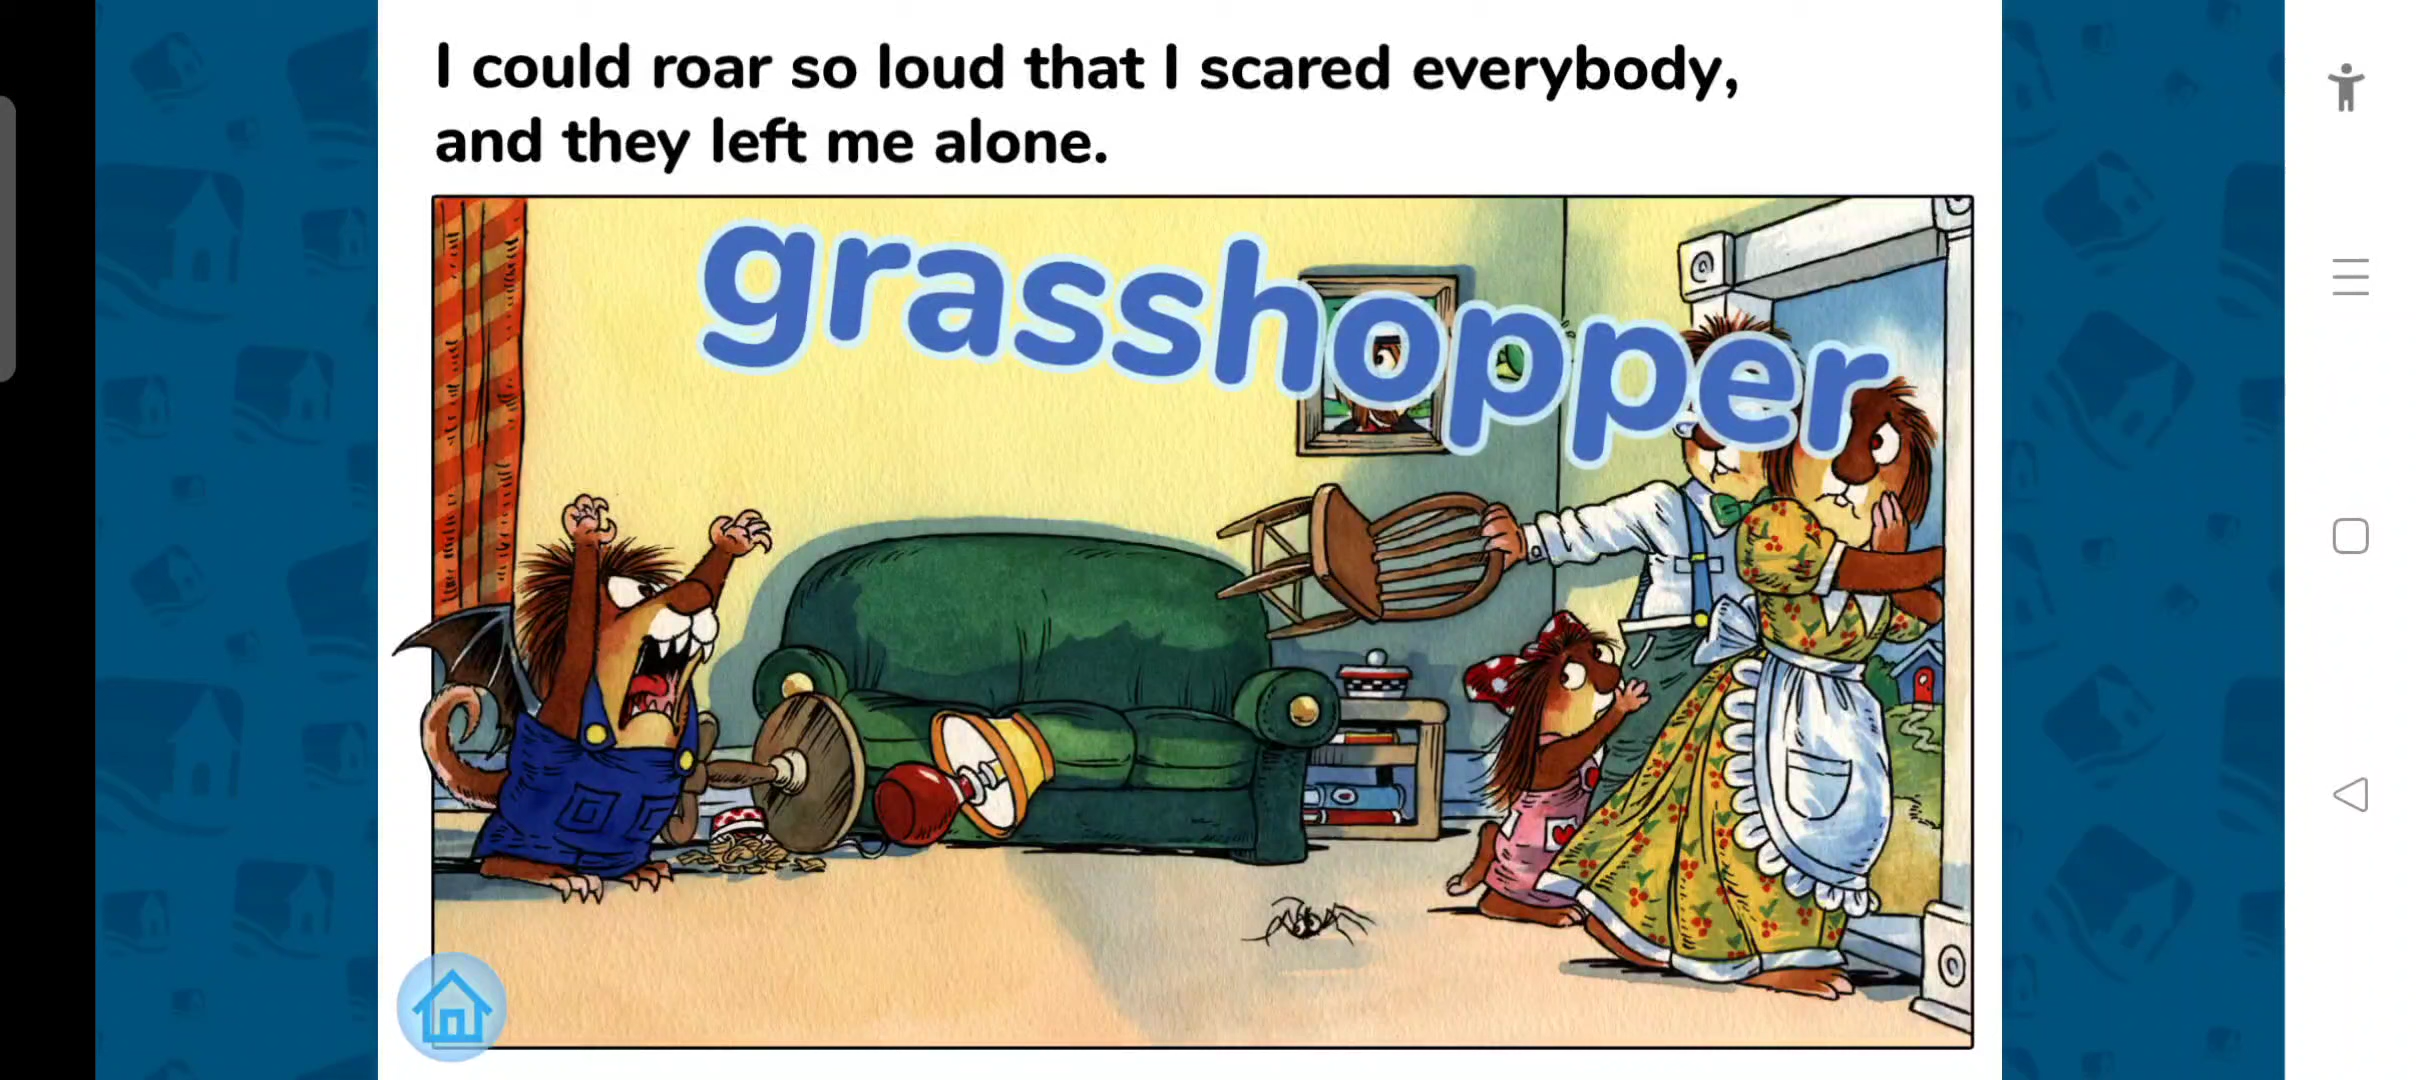 I could roar so loud that I scared everybody,
and they left me alone.
grasshopper